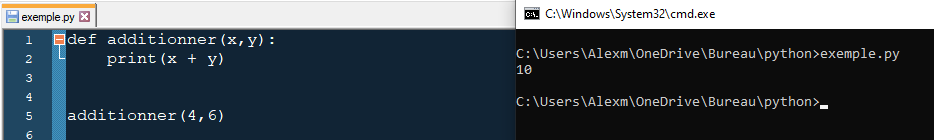 exemple.py
1 def additionner(x,y):
2 print(x + y)
3
4
5 additionner(4,6)
6
C:\Windows\System32\cmd.exe
C:\Users\Alexm\OneDrive\Bureau\python>exemple.py
10
C:\Users\Alexm\OneDrive\Bureau\python>